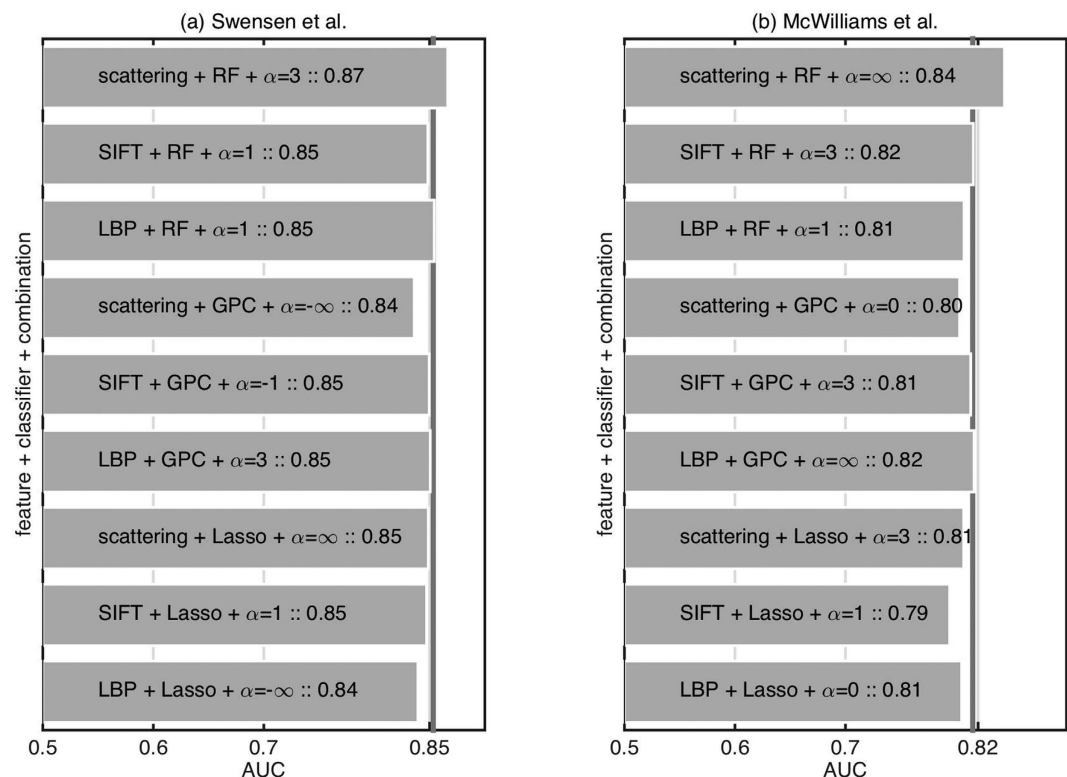 (a) Swensen et al.
feature + classifier + combination
scattering + RF + α=3 :: 0.87
SIFT + RF + α=1 :: 0.85
LBP + RF + α=1 :: 0.85
scattering + GPC + α=-∞ :: 0.84
SIFT + GPC + α=-1 :: 0.85
LBP + GPC + α=3 :: 0.85
scattering + Lasso + α=∞ :: 0.85
SIFT + Lasso + α=1 :: 0.85
LBP + Lasso + α=-∞ :: 0.84
0.5 0.6 0.7 0.85
AUC
(b) McWilliams et al.
feature + classifier + combination
scattering + RF + α=∞ :: 0.84
SIFT + RF + α=3 :: 0.82
LBP + RF + α=1 :: 0.81
scattering + GPC + α=0 :: 0.80
SIFT + GPC + α=3 :: 0.81
LBP + GPC + α=∞ :: 0.82
scattering + Lasso + α=3 :: 0.81
SIFT + Lasso + α=1 :: 0.79
LBP + Lasso + α=0 :: 0.81
0.5 0.6 0.7 0.82
AUC